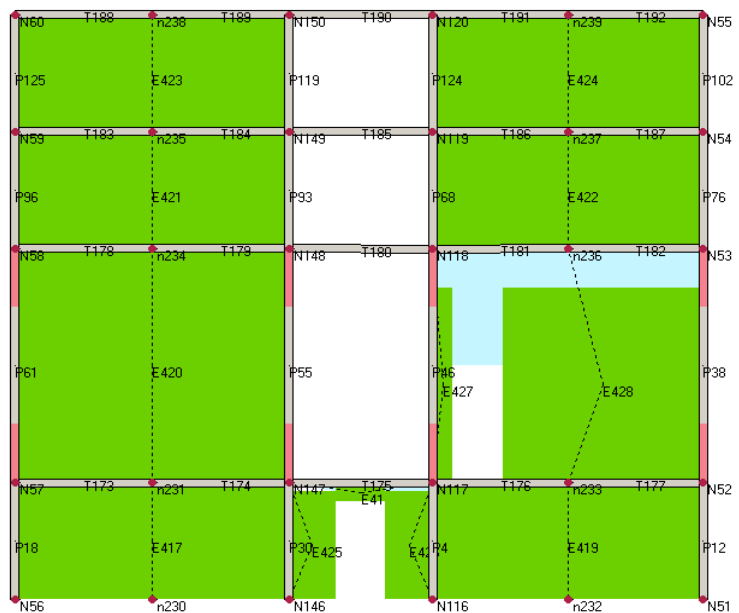 T188 T189 T190 T191 T192
N60 n238 N150 N120 n239 N55
P125 E423 P119 P124 E424 P102
T183 T184 T185 T186 T187
N59 n235 N149 N119 n237 N54
P96 E421 P93 P68 E422 P76
T178 T179 T180 T181 T182
N58 n234 N148 N118 n236 N53
P61 E420 P55 P46 P38
E427 E428
T173 T174 T175 T176 T177
N57 n231 N147 N117 n233 N52
E41
P18 E417 P30 P4 E419 P12
E425
N56 n230 N146 N116 n232 N51